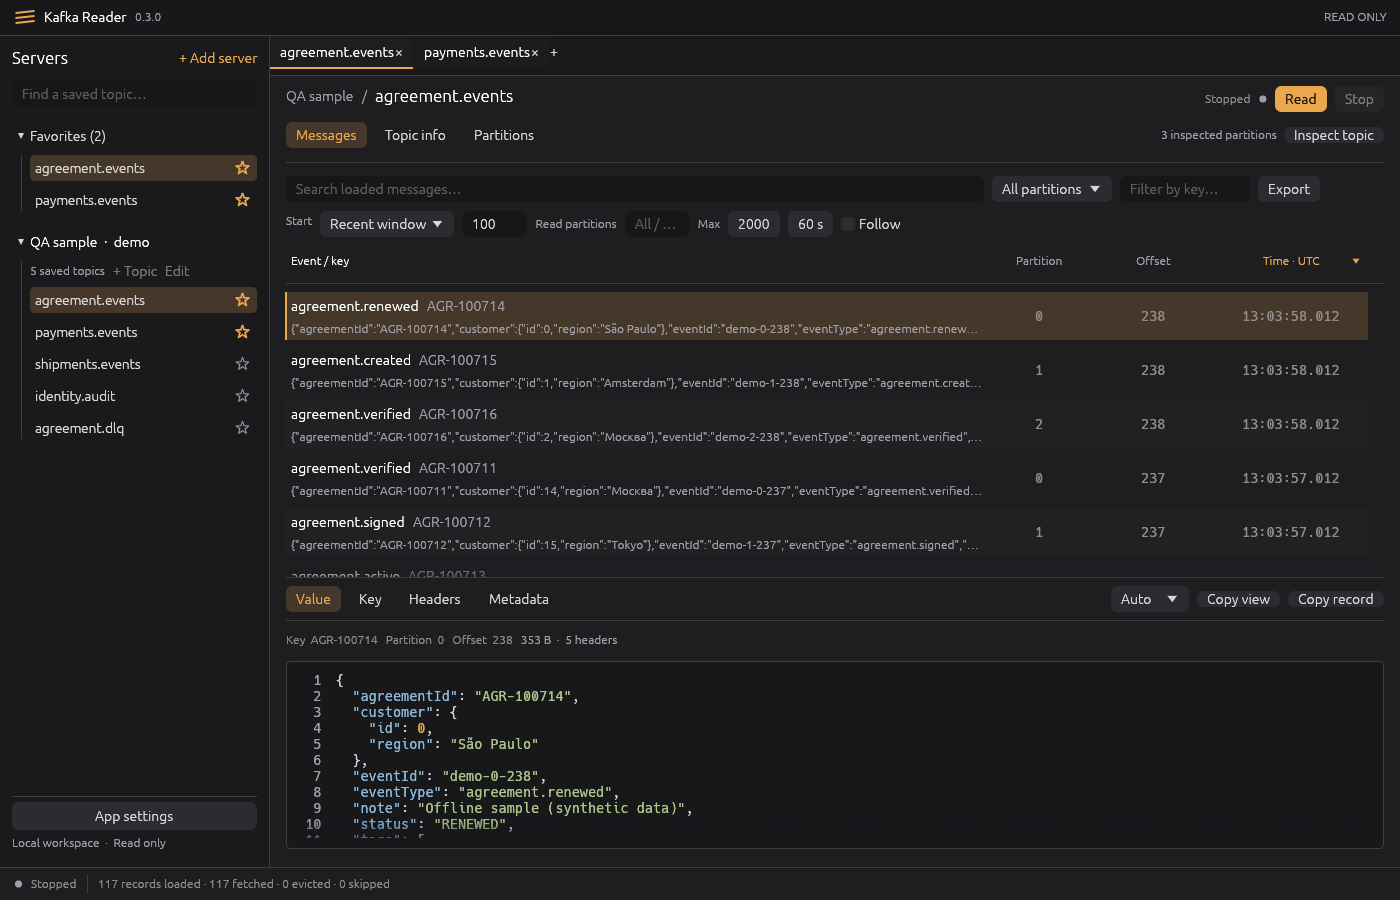 Kafka Reader 0.3.0
READ ONLY
Servers
+ Add server
Find a saved topic…
▼ Favorites (2)
agreement.events
payments.events
▼ QA sample · demo
5 saved topics + Topic Edit
agreement.events
payments.events
shipments.events
identity.audit
agreement.dlq
App settings
Local workspace · Read only
agreement.events× payments.events× +
QA sample / agreement.events
Stopped Read Stop
Messages Topic info Partitions
3 inspected partitions Inspect topic
Search loaded messages… All partitions ▼ Filter by key… Export
Start Recent window ▼ 100 Read partitions All / … Max 2000 60 s Follow
Event / key Partition Offset Time · UTC ▼
agreement.renewed AGR-100714
{"agreementId":"AGR-100714","customer":{"id":0,"region":"São Paulo"},"eventId":"demo-0-238","eventType":"agreement.renew…
0 238 13:03:58.012
agreement.created AGR-100715
{"agreementId":"AGR-100715","customer":{"id":1,"region":"Amsterdam"},"eventId":"demo-1-238","eventType":"agreement.creat…
1 238 13:03:58.012
agreement.verified AGR-100716
{"agreementId":"AGR-100716","customer":{"id":2,"region":"Москва"},"eventId":"demo-2-238","eventType":"agreement.verified",…
2 238 13:03:58.012
agreement.verified AGR-100711
{"agreementId":"AGR-100711","customer":{"id":14,"region":"Москва"},"eventId":"demo-0-237","eventType":"agreement.verified…
0 237 13:03:57.012
agreement.signed AGR-100712
{"agreementId":"AGR-100712","customer":{"id":15,"region":"Tokyo"},"eventId":"demo-1-237","eventType":"agreement.signed","…
1 237 13:03:57.012
agreement.active AGR-100713
Value Key Headers Metadata
Auto ▼ Copy view Copy record
Key AGR-100714 Partition 0 Offset 238 353 B · 5 headers
1 {
2 "agreementId": "AGR-100714",
3 "customer": {
4 "id": 0,
5 "region": "São Paulo"
6 },
7 "eventId": "demo-0-238",
8 "eventType": "agreement.renewed",
9 "note": "Offline sample (synthetic data)",
10 "status": "RENEWED",
Stopped 117 records loaded · 117 fetched · 0 evicted · 0 skipped